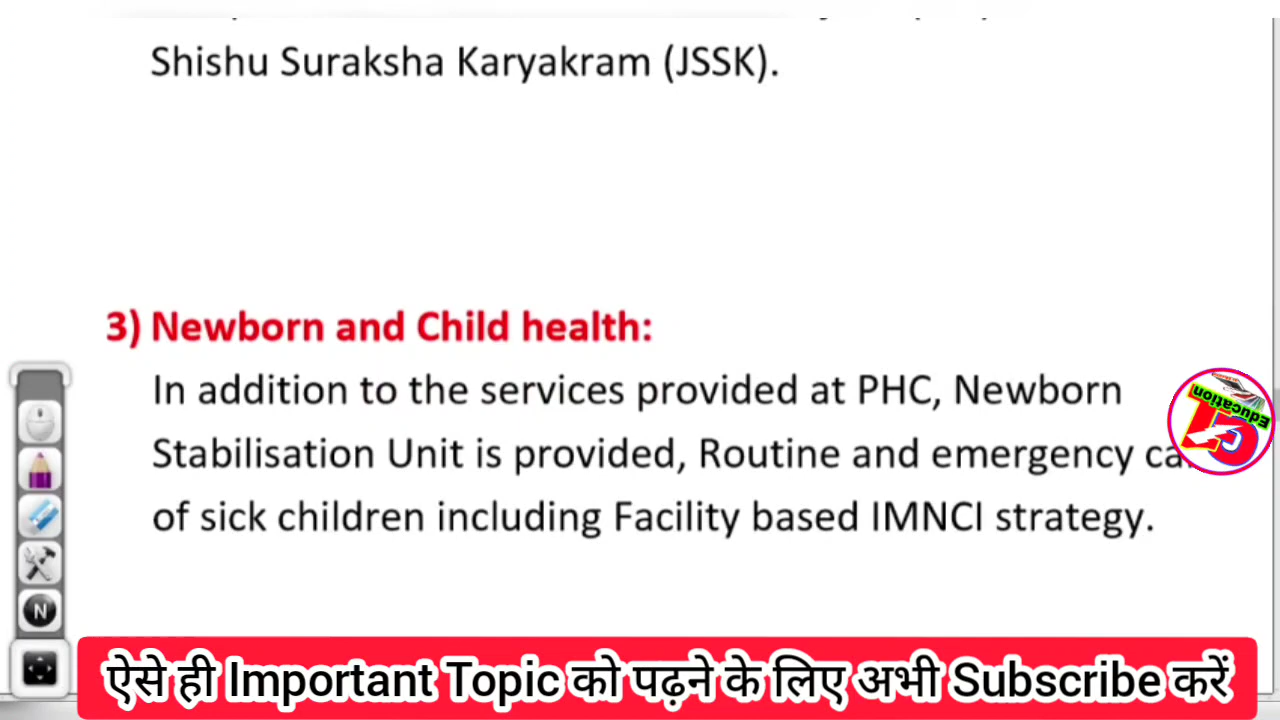 Shishu Suraksha Karyakram (JSSK).
3) Newborn and Child health:
In addition to the services provided at PHC, Newborn
Stabilisation Unit is provided, Routine and emergency
of sick children including Facility based IMNCI strategy.
Education
N
ऐसे ही Important Topic को पढ़ने के लिए अभी Subscribe करें